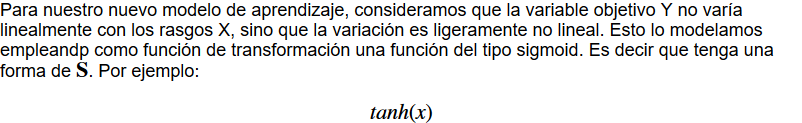 Para nuestro nuevo modelo de aprendizaje, consideramos que la variable objetivo Y no varía
linealmente con los rasgos X, sino que la variación es ligeramente no lineal. Esto lo modelamos
empleandp como función de transformación una función del tipo sigmoid. Es decir que tenga una
forma de S. Por ejemplo:
tanh(x)